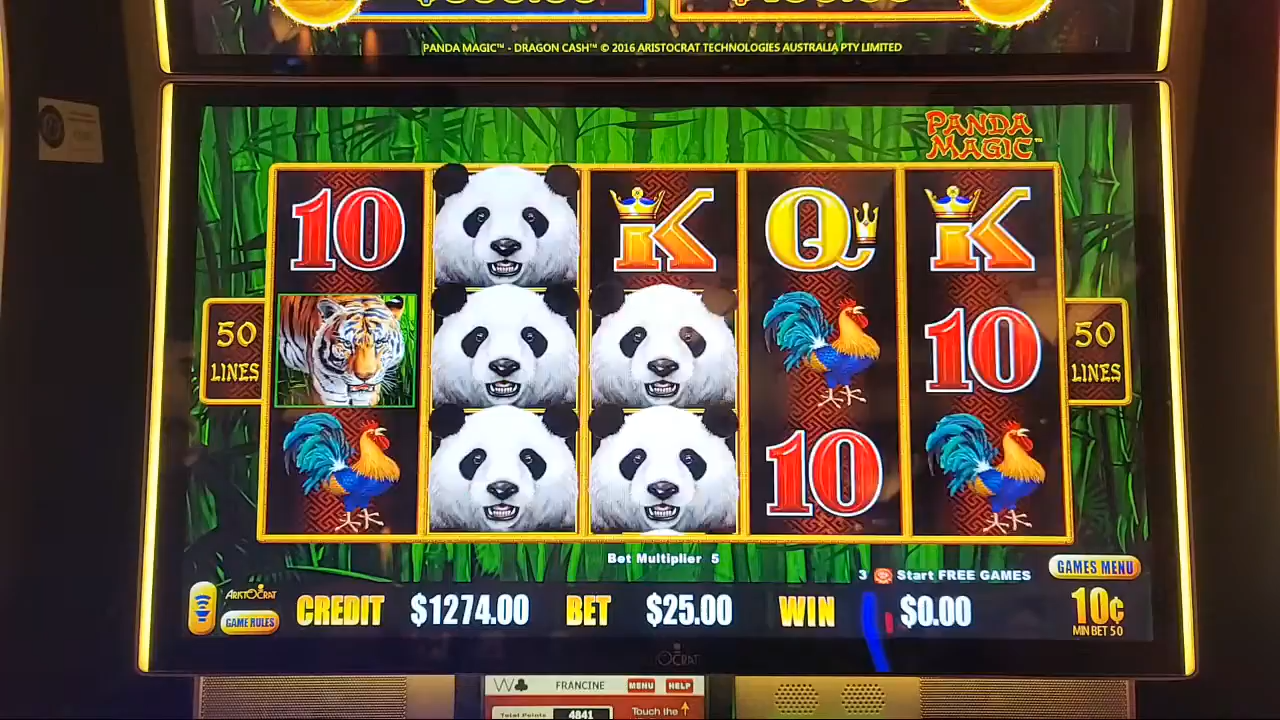 PANDA MAGIC™ - DRAGON CASH™ © 2016 ARISTOCRAT TECHNOLOGIES AUSTRALIA PTY LIMITED
PANDA
MAGIC™
10 K Q K
50
LINES
10
50
LINES
10
Bet Multiplier 5
3 Start FREE GAMES
GAMES MENU
ARISTOCRAT
GAME RULES
CREDIT $1274.00 BET $25.00 WIN $0.00
10¢
MIN BET 50
W FRANCINE MENU HELP
Total Points 4841 Touch the